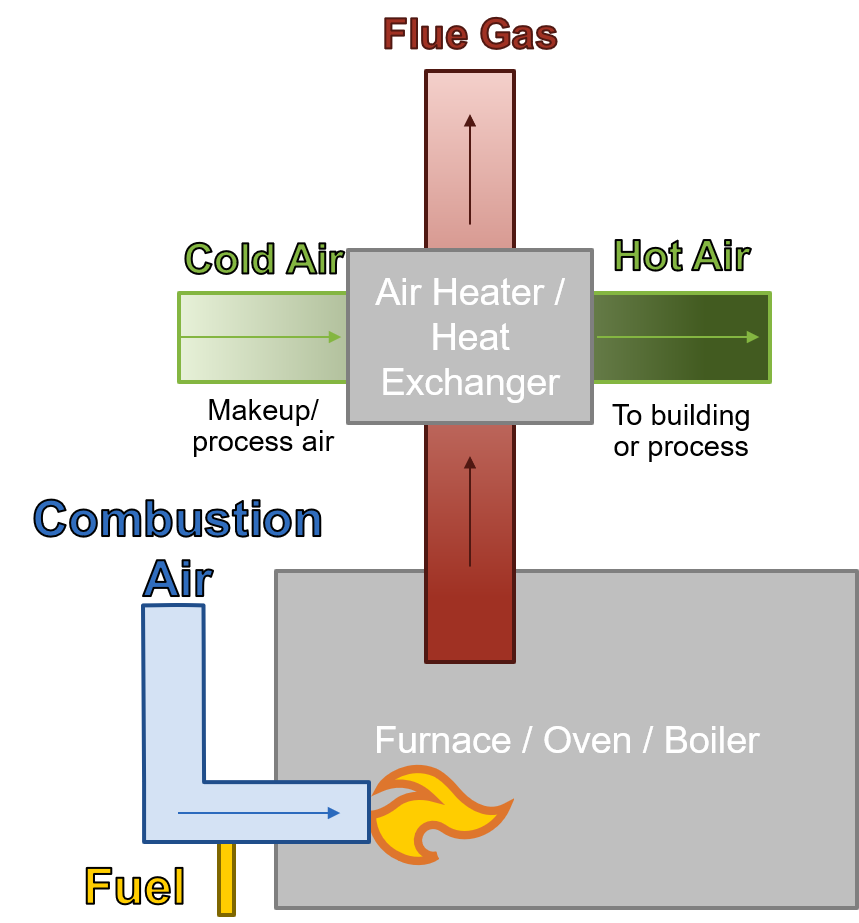 Flue Gas
Cold Air
Hot Air
Air Heater /
Heat
Exchanger
Makeup/
process air
To building
or process
Combustion
Air
Furnace / Oven / Boiler
Fuel